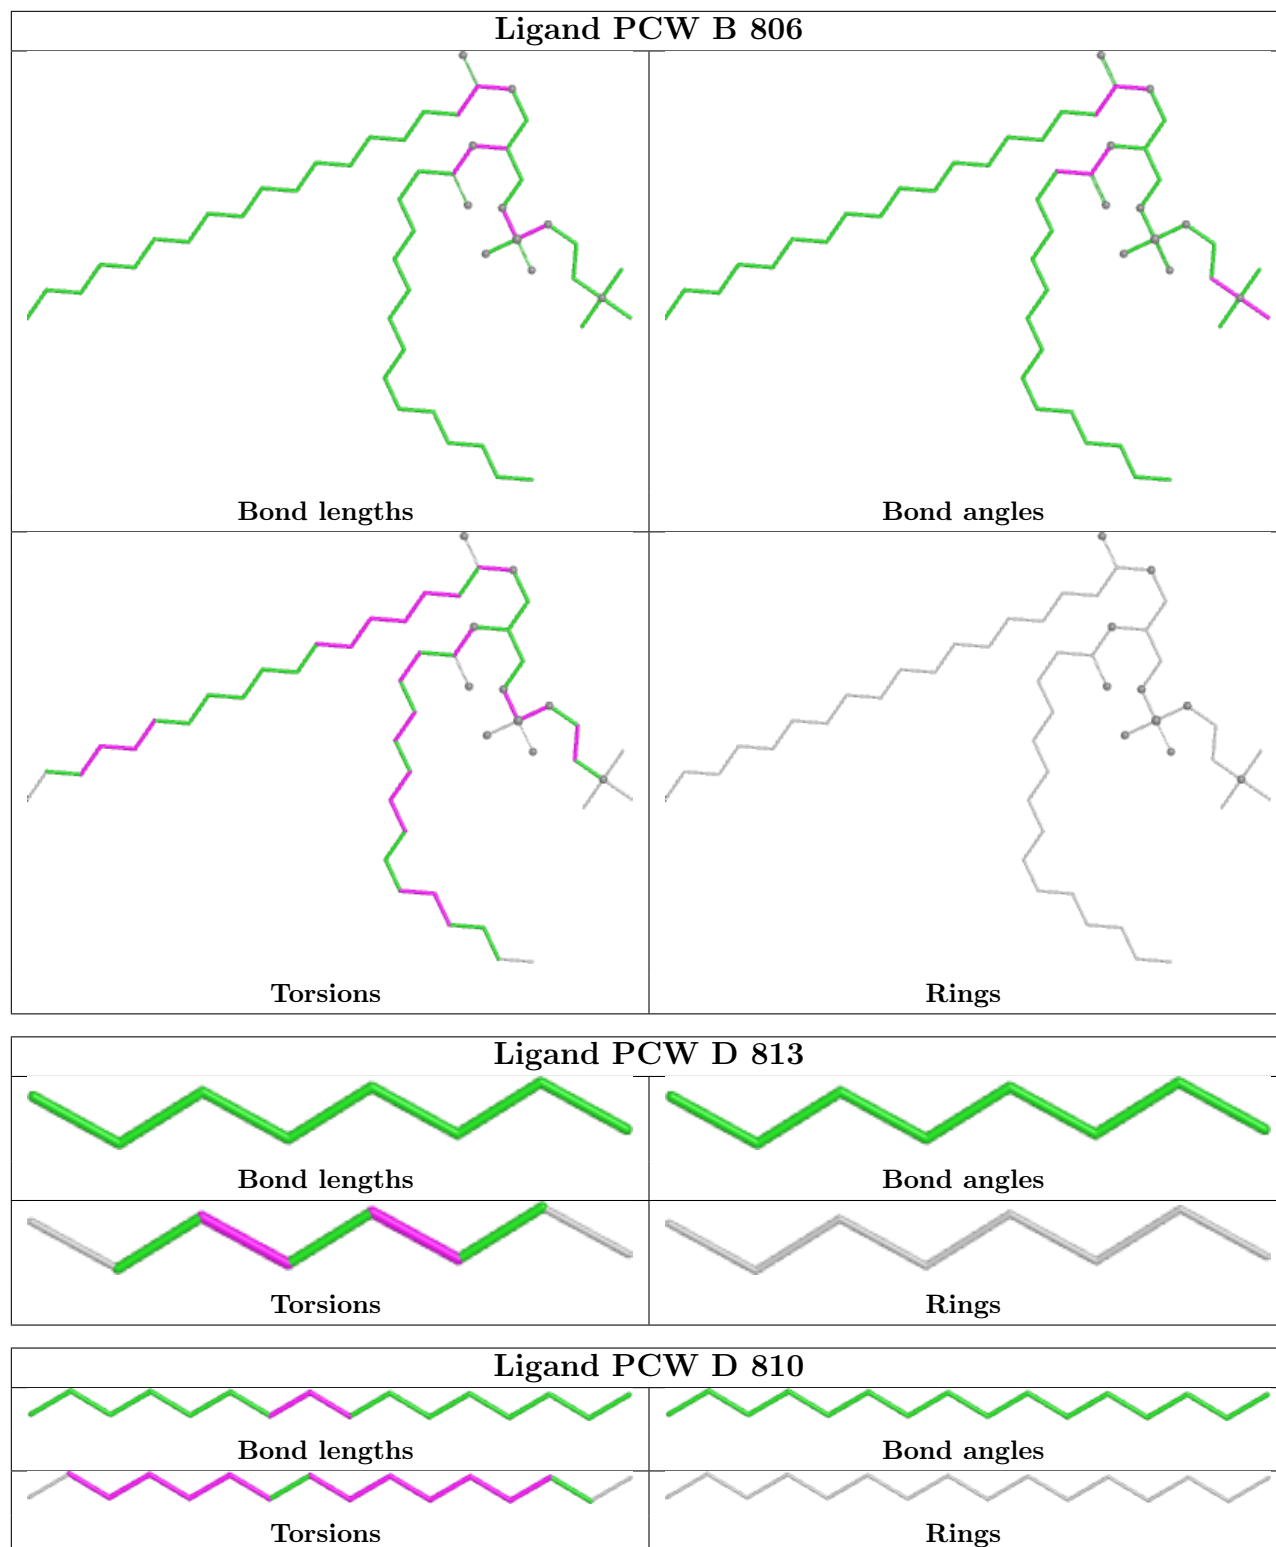 Ligand PCW B 806
Bond lengths
Bond angles
Torsions
Rings
Ligand PCW D 813
Bond lengths
Bond angles
Torsions
Rings
Ligand PCW D 810
Bond lengths
Bond angles
Torsions
Rings